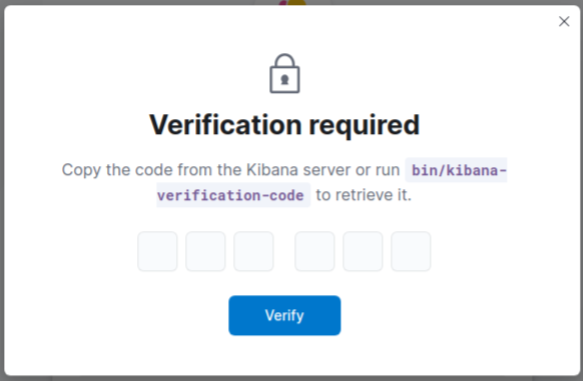 Verification required
Copy the code from the Kibana server or run bin/kibana-
verification-code to retrieve it.
Verify